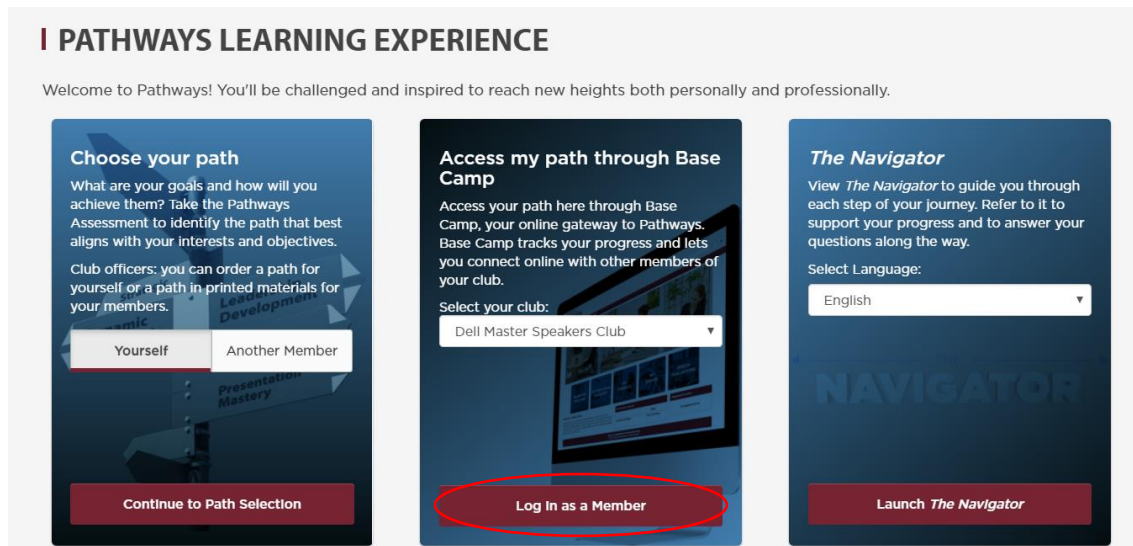 PATHWAYS LEARNING EXPERIENCE
Welcome to Pathways! You'll be challenged and inspired to reach new heights both personally and professionally.
Choose your path
What are your goals and how will you
achieve them? Take the Pathways
Assessment to identify the path that best
aligns with your interests and objectives.
Club officers: you can order a path for
yourself or a path in printed materials for
your members.
Leadership
Development
Yourself
Another Member
Presentation
Mastery
Continue to Path Selection
Access my path through Base
Camp
Access your path here through Base
Camp, your online gateway to Pathways.
Base Camp tracks your progress and lets
you connect online with other members of
your club.
Select your club:
Dell Master Speakers Club
Log In as a Member
The Navigator
View The Navigator to guide you through
each step of your journey. Refer to it to
support your progress and to answer your
questions along the way.
Select Language:
English
NAVIGATOR
Launch The Navigator